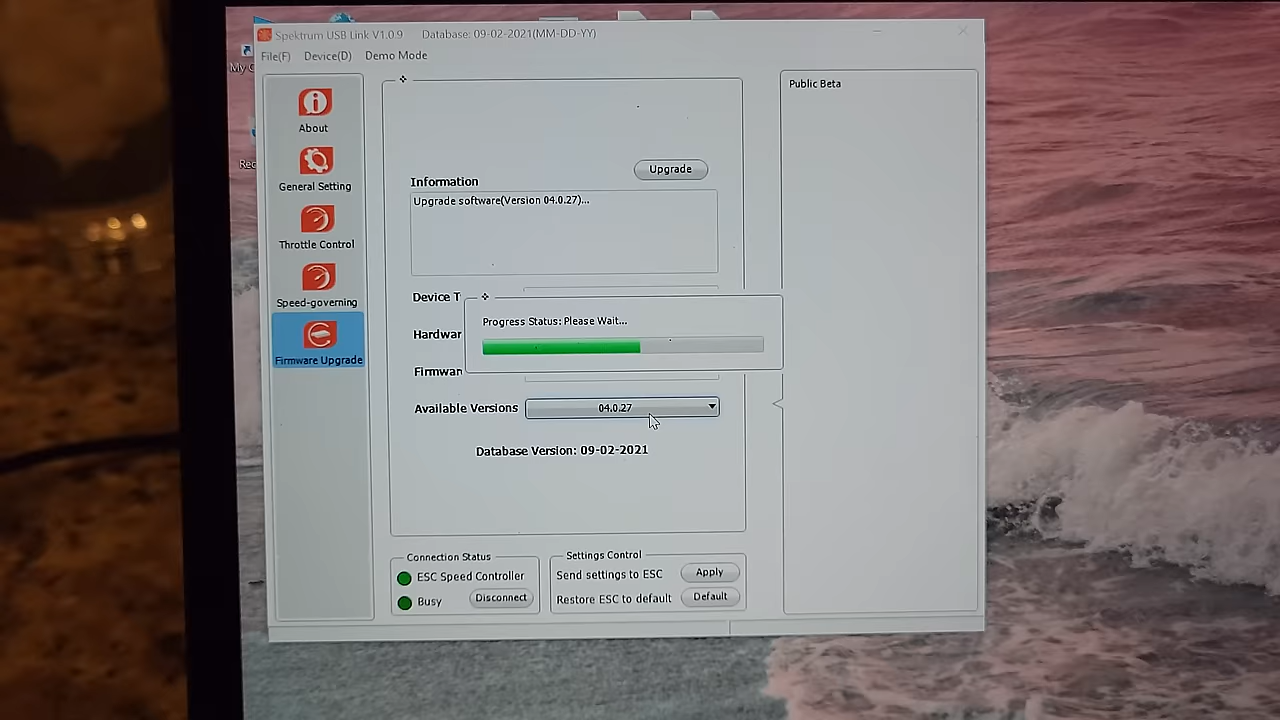 Spektrum USB Link V1.0.9 Database: 09-02-2021(MM-DD-YY)
File(F) Device(D) Demo Mode
My
Rec
About
General Setting
Throttle Control
Speed-governing
Firmware Upgrade
Information
Upgrade
Upgrade software(Version 04.0.27)...
Device T
Hardwar
Firmwar
Progress Status: Please Wait...
Available Versions 04.0.27
Database Version: 09-02-2021
Connection Status
ESC Speed Controller
Busy Disconnect
Settings Control
Send settings to ESC Apply
Restore ESC to default Default
Public Beta